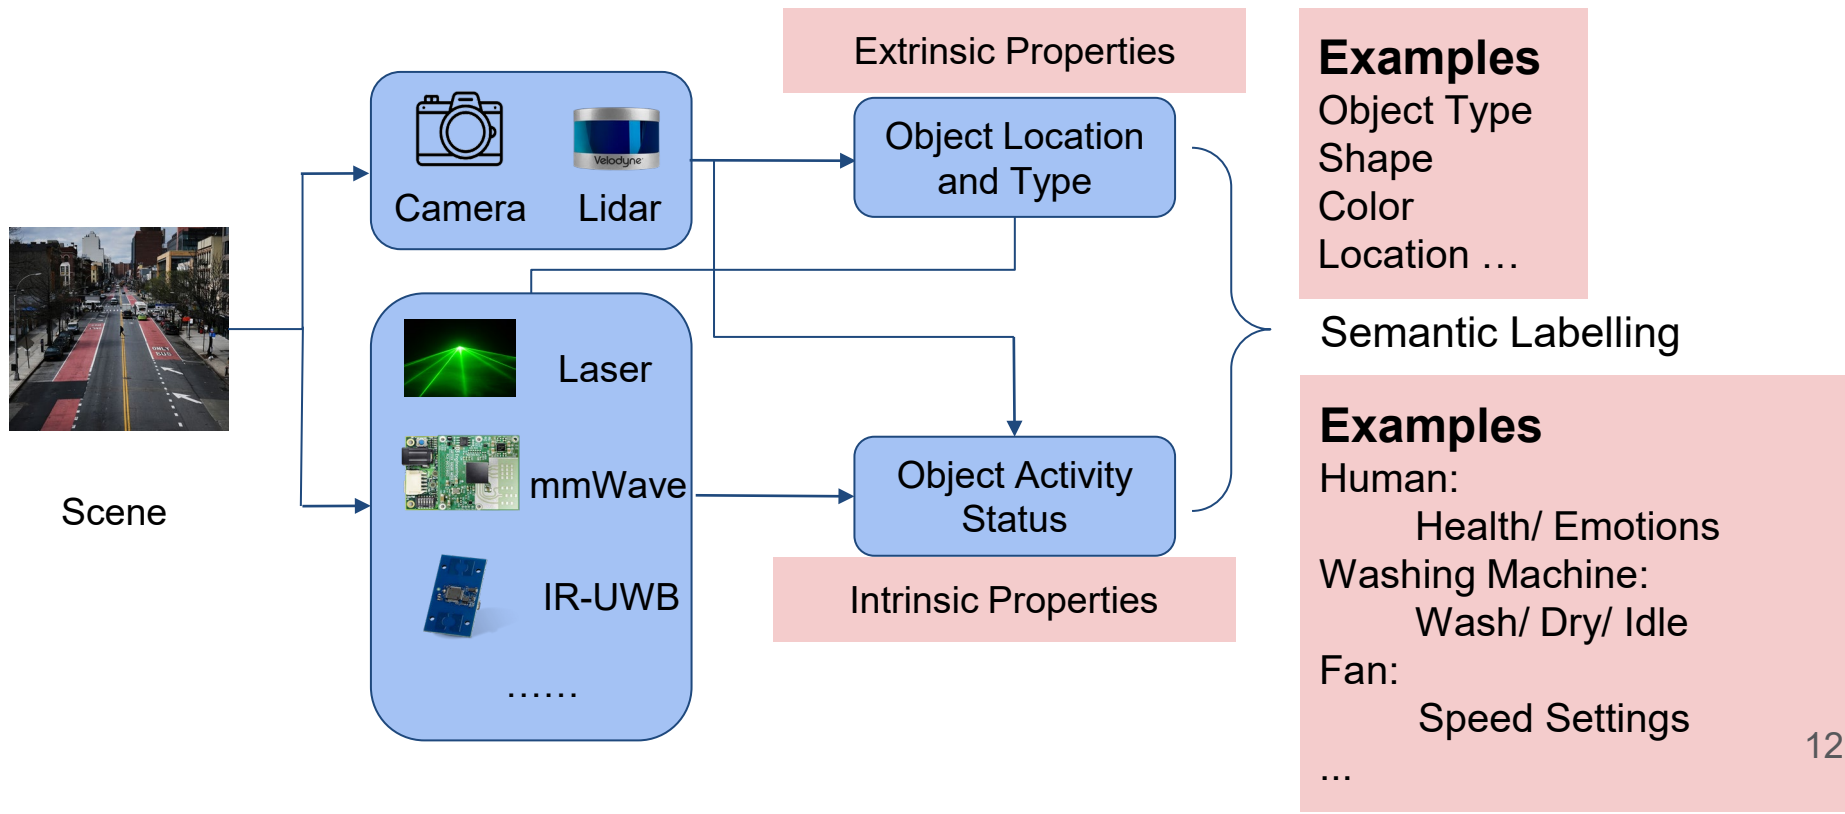 Extrinsic Properties
Camera
Velodyne
Lidar
Object Location
and Type
Examples
Object Type
Shape
Color
Location …
ONLY
BUS
Scene
Laser
mmWave
IR-UWB
......
Object Activity
Status
Intrinsic Properties
Semantic Labelling
Examples
Human:
Health/ Emotions
Washing Machine:
Wash/ Dry/ Idle
Fan:
Speed Settings
...
12